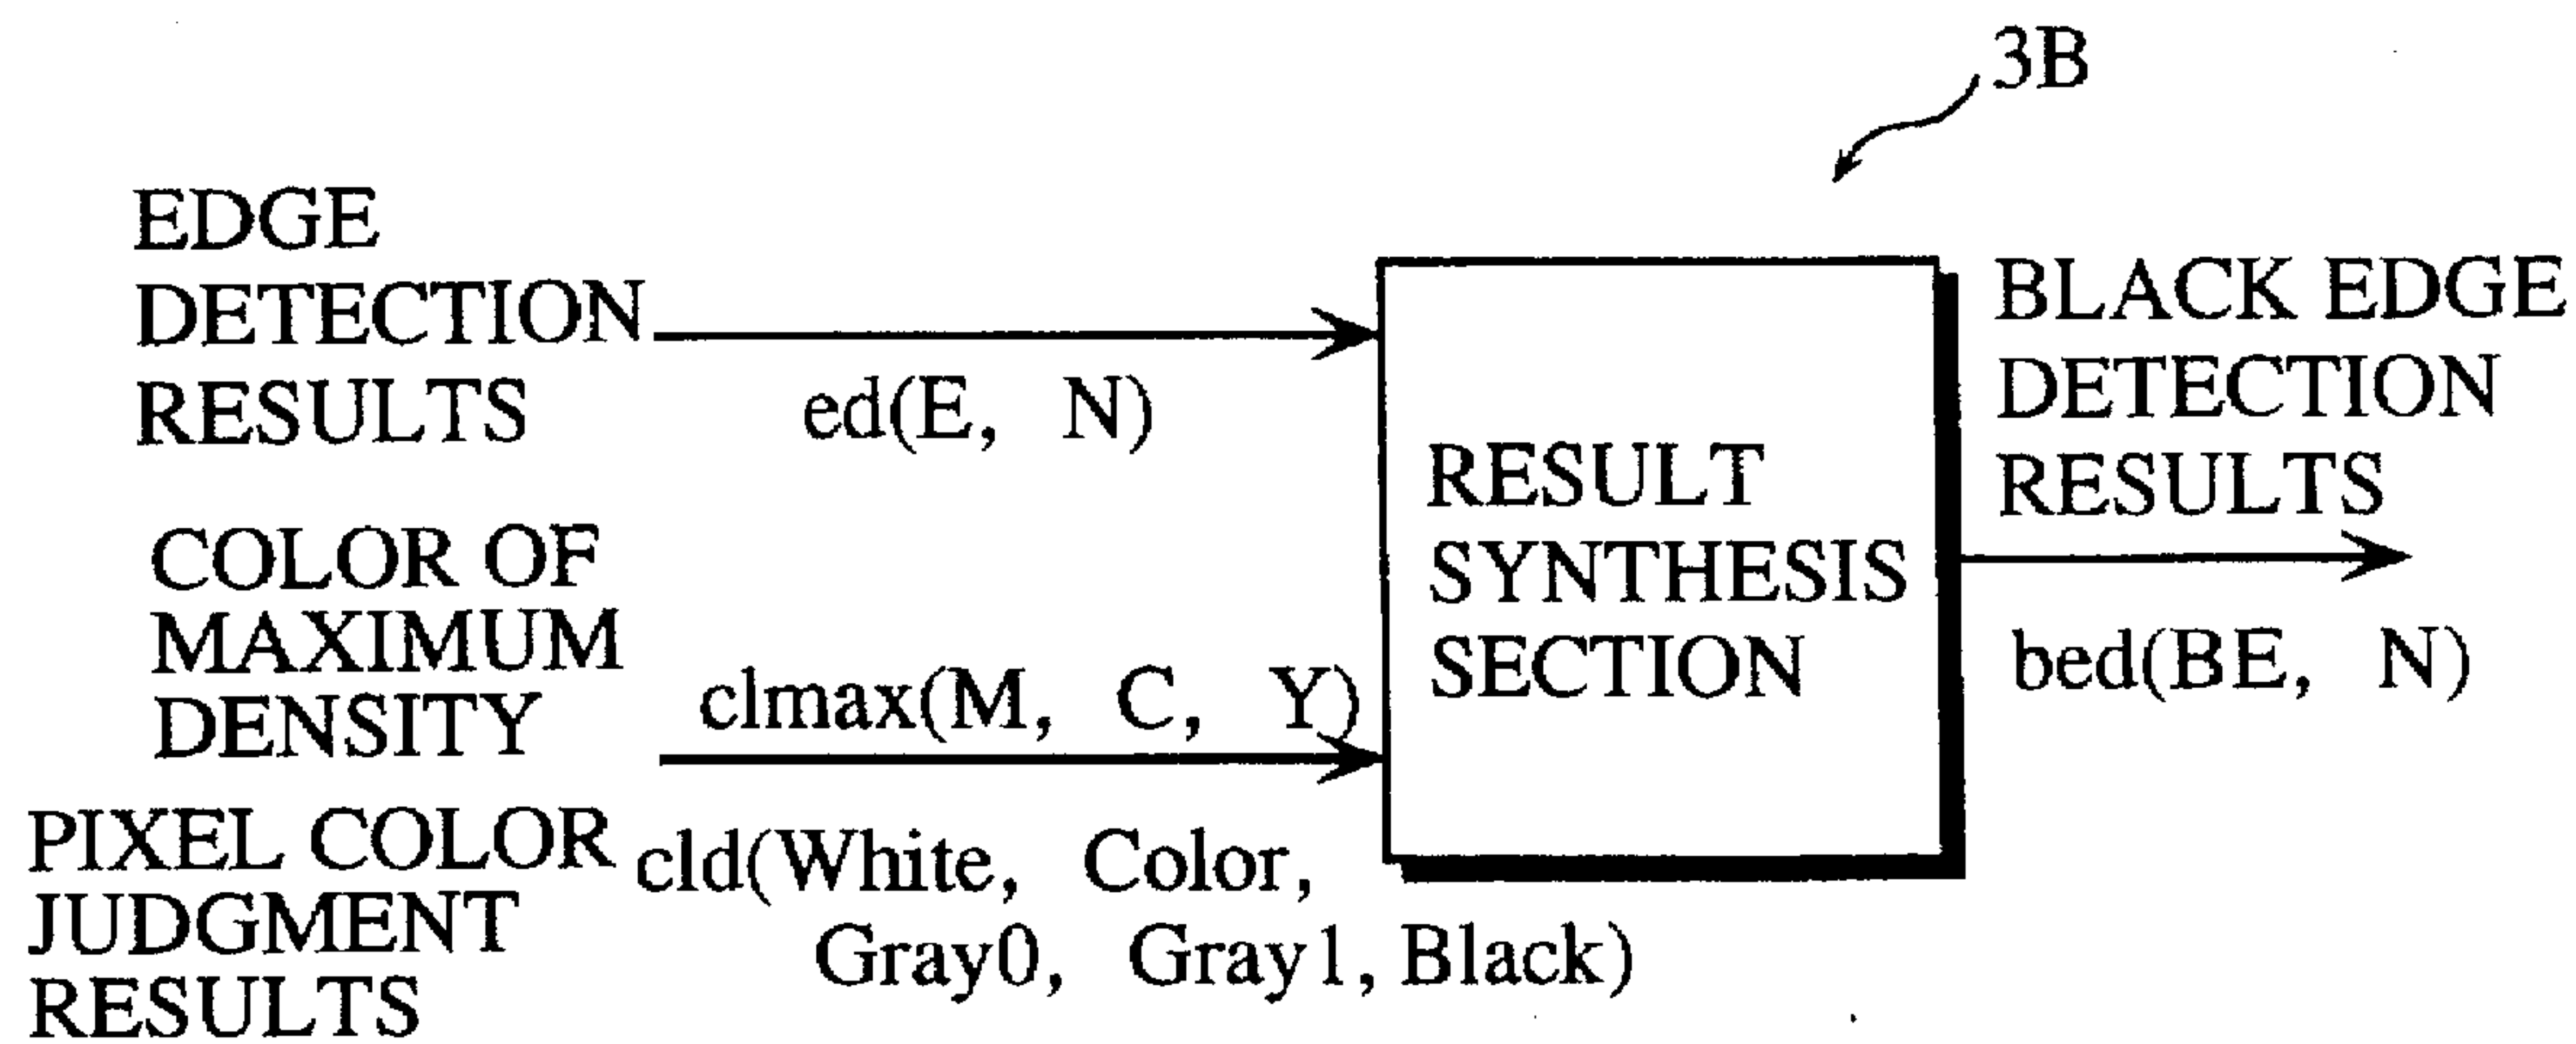 3B
EDGE
DETECTION
RESULTS
ed(E, N)
COLOR OF
MAXIMUM
DENSITY
clmax(M, C, Y)
PIXEL COLOR
JUDGMENT
RESULTS
cld(White, Color,
Gray0, Gray1, Black)
RESULT
SYNTHESIS
SECTION
BLACK EDGE
DETECTION
RESULTS
bed(BE, N)